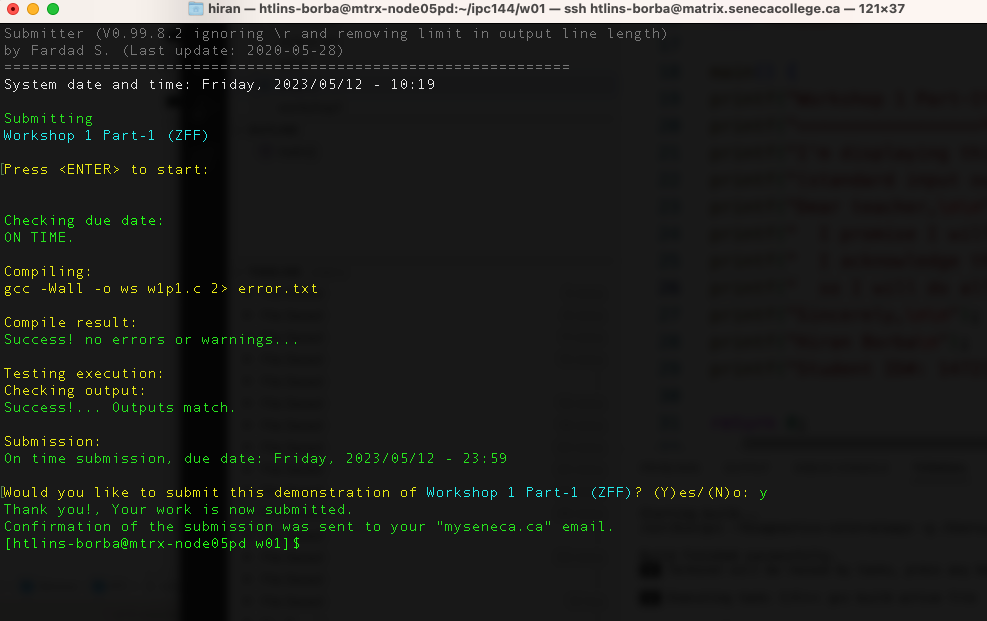 hiran — htlins-borba@mtrx-node05pd:~/ipc144/w01 — ssh htlins-borba@matrix.senecacollege.ca — 121×37
Submitter (V0.99.8.2 ignoring \r and removing limit in output line length)
by Fardad S. (Last update: 2020-05-28)
===============================================================
System date and time: Friday, 2023/05/12 - 10:19
Submitting
Workshop 1 Part-1 (ZFF)
[Press <ENTER> to start:
Checking due date:
ON TIME.
Compiling:
gcc -Wall -o ws w1p1.c 2> error.txt
Compile result:
Success! no errors or warnings...
Testing execution:
Checking output:
Success!... Outputs match.
Submission:
On time submission, due date: Friday, 2023/05/12 - 23:59
[Would you like to submit this demonstration of Workshop 1 Part-1 (ZFF)? (Y)es/(N)o: y
Thank you!, Your work is now submitted.
Confirmation of the submission was sent to your "myseneca.ca" email.
[htlins-borba@mtrx-node05pd w01]$